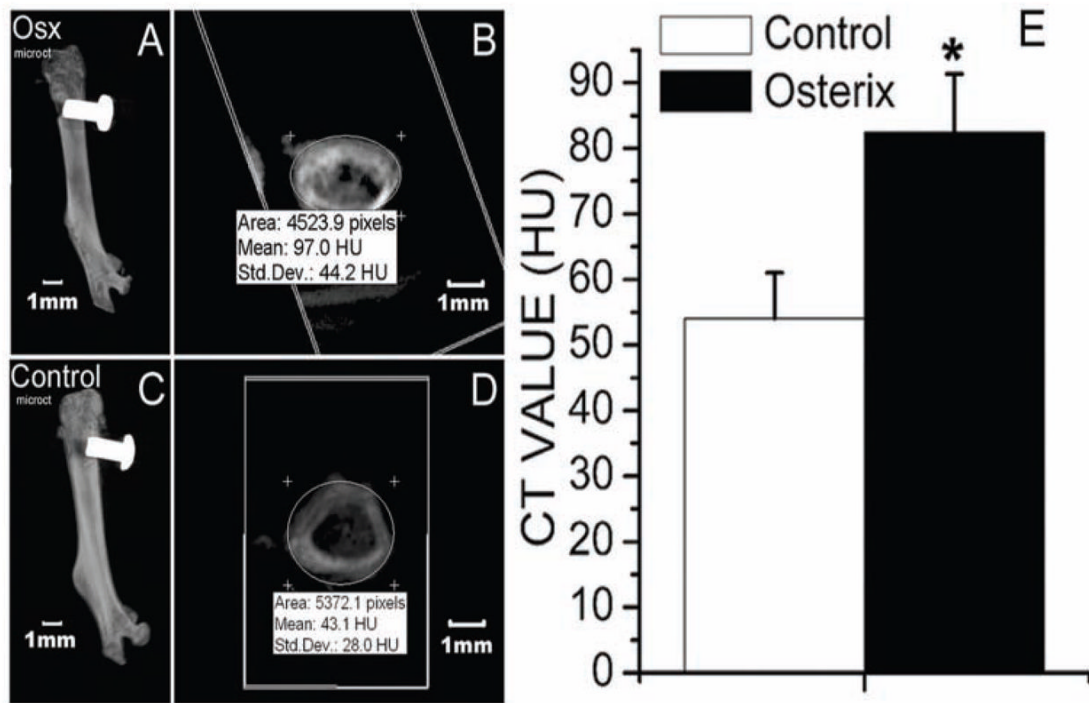 Osx
microct
A
1mm
B
Area: 4523.9 pixels
Mean: 97.0 HU
Std.Dev.: 44.2 HU
1mm
Control
microct
C
1mm
D
Area: 5372.1 pixels
Mean: 43.1 HU
Std.Dev.: 28.0 HU
1mm
E
Control
Osterix
*
CT VALUE (HU)
90
80
70
60
50
40
30
20
10
0